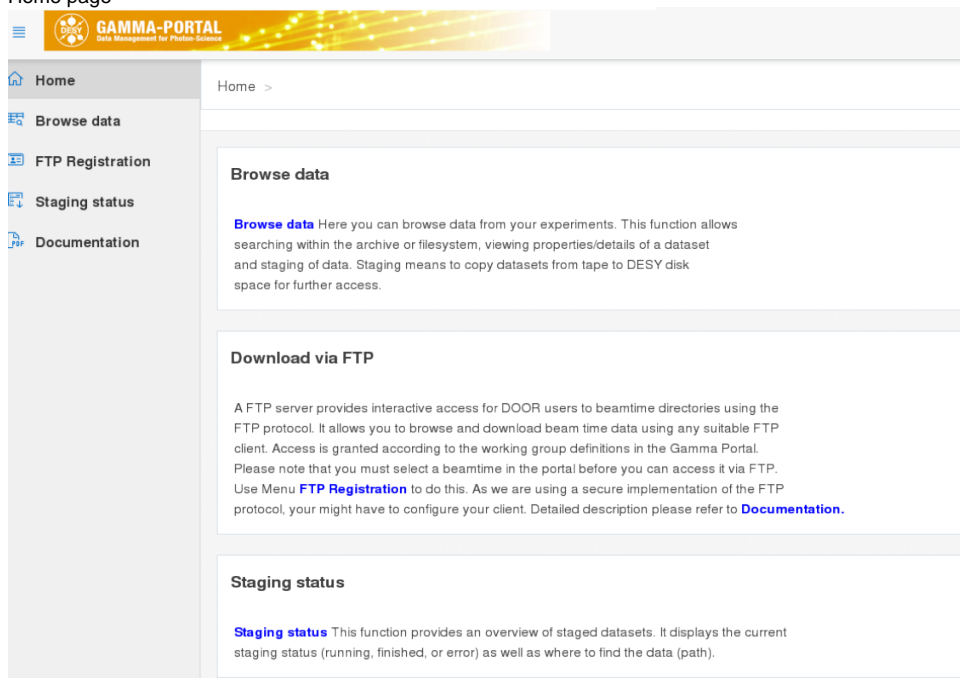 Home page
DESY
GAMMA-PORTAL
Data Management for Photon-Science
Home
Browse data
FTP Registration
Staging status
PDF
Documentation
Home >
Browse data
Browse data Here you can browse data from your experiments. This function allows
searching within the archive or filesystem, viewing properties/details of a dataset
and staging of data. Staging means to copy datasets from tape to DESY disk
space for further access.
Download via FTP
A FTP server provides interactive access for DOOR users to beamtime directories using the
FTP protocol. It allows you to browse and download beam time data using any suitable FTP
client. Access is granted according to the working group definitions in the Gamma Portal.
Please note that you must select a beamtime in the portal before you can access it via FTP.
Use Menu FTP Registration to do this. As we are using a secure implementation of the FTP
protocol, your might have to configure your client. Detailed description please refer to Documentation.
Staging status
Staging status This function provides an overview of staged datasets. It displays the current
staging status (running, finished, or error) as well as where to find the data (path).